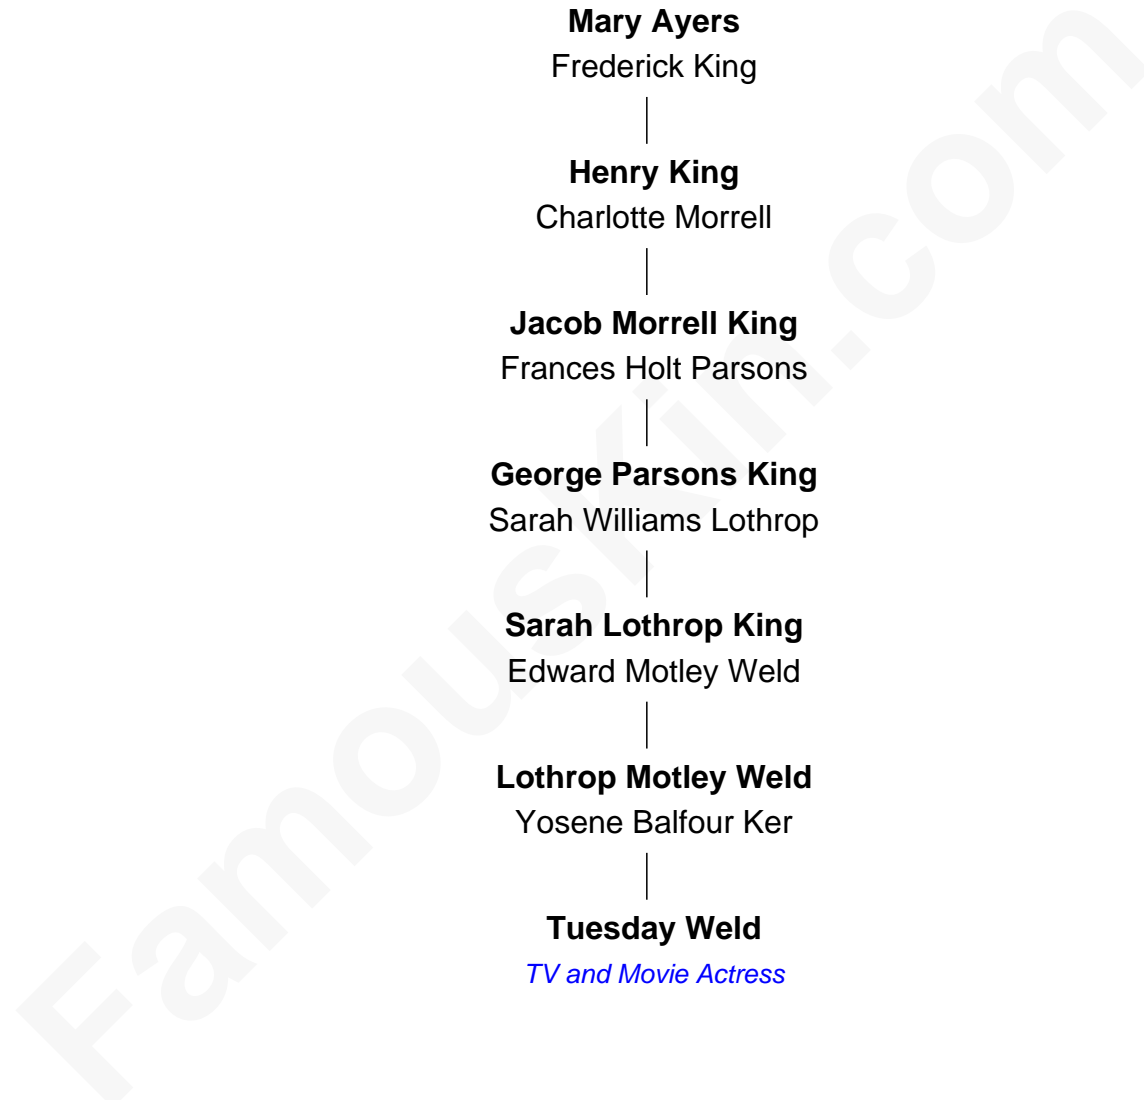 Mary Ayers
Frederick King
Henry King
Charlotte Morrell
Jacob Morrell King
Frances Holt Parsons
George Parsons King
Sarah Williams Lothrop
Sarah Lothrop King
Edward Motley Weld
Lothrop Motley Weld
Yosene Balfour Ker
Tuesday Weld
TV and Movie Actress
FamousKin.com